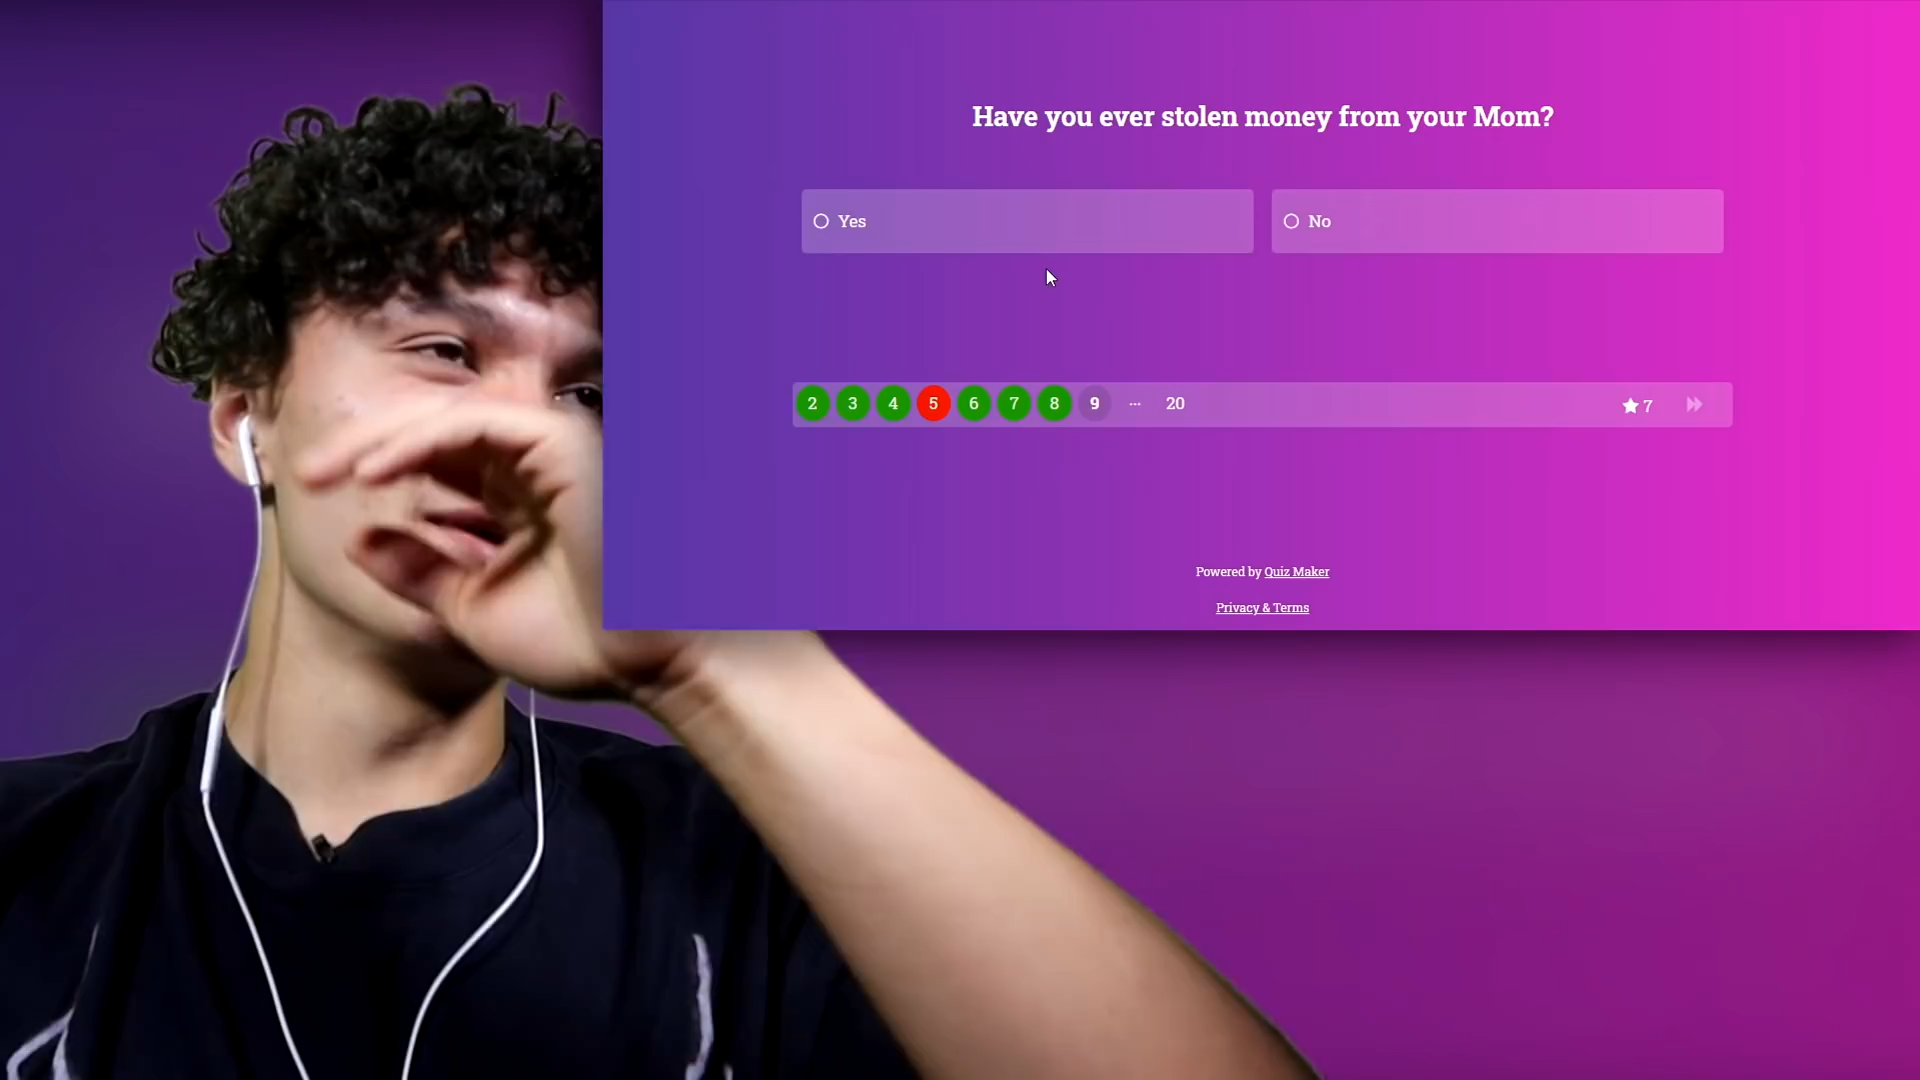 Have you ever stolen money from your Mom?
Yes
No
2 3 4 5 6 7 8 9 ... 20
7
Powered by Quiz Maker
Privacy & Terms